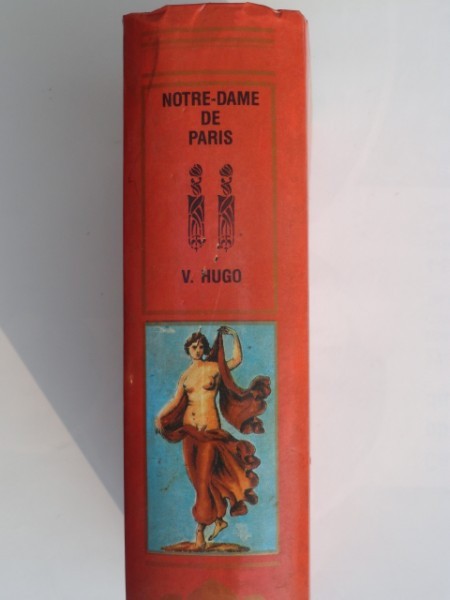 NOTRE-DAME
DE
PARIS
V. HUGO